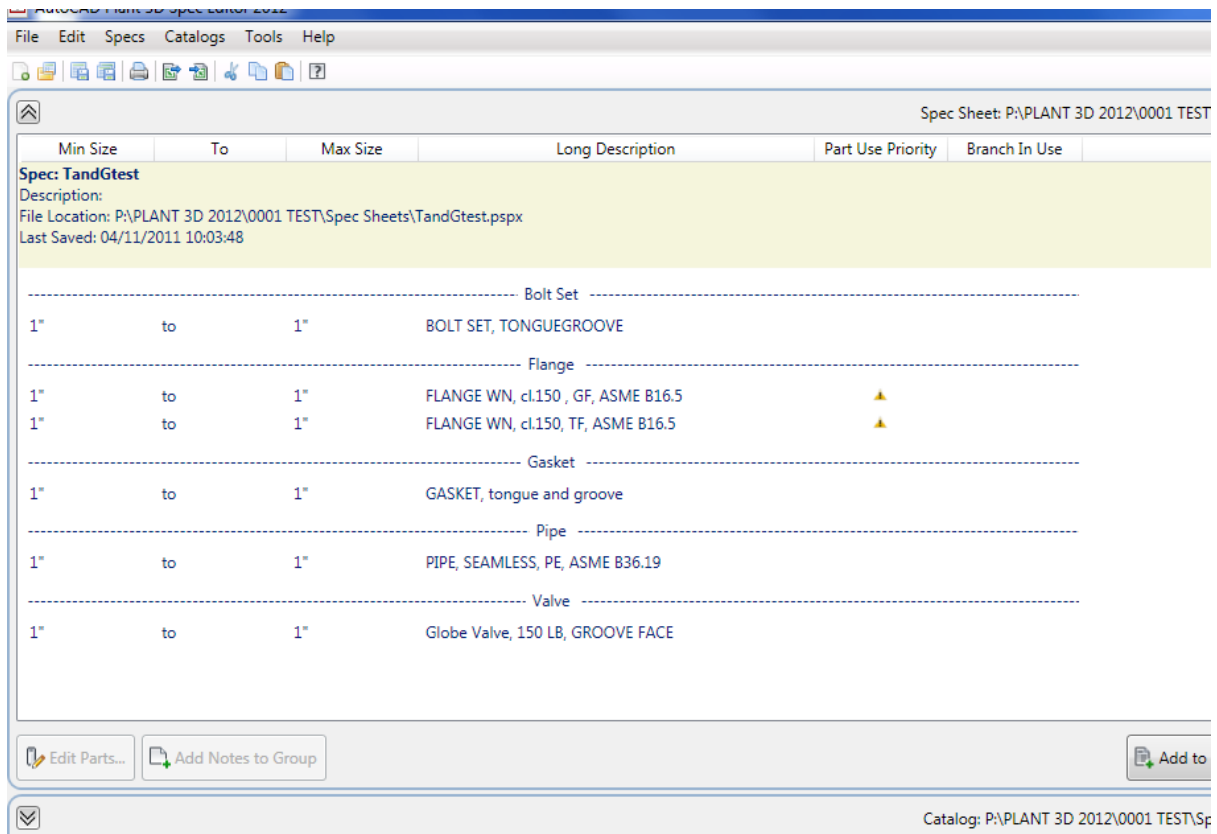 AutoCAD Plant 3D Spec Editor 2012
File Edit Specs Catalogs Tools Help
Spec Sheet: P:\PLANT 3D 2012\0001 TEST
Min Size To Max Size Long Description Part Use Priority Branch In Use
Spec: TandGtest
Description:
File Location: P:\PLANT 3D 2012\0001 TEST\Spec Sheets\TandGtest.pspx
Last Saved: 04/11/2011 10:03:48
Bolt Set
1" to 1" BOLT SET, TONGUEGROOVE
Flange
1" to 1" FLANGE WN, cl.150 , GF, ASME B16.5
1" to 1" FLANGE WN, cl.150, TF, ASME B16.5
Gasket
1" to 1" GASKET, tongue and groove
Pipe
1" to 1" PIPE, SEAMLESS, PE, ASME B36.19
Valve
1" to 1" Globe Valve, 150 LB, GROOVE FACE
Edit Parts... Add Notes to Group Add to
Catalog: P:\PLANT 3D 2012\0001 TEST\Sp